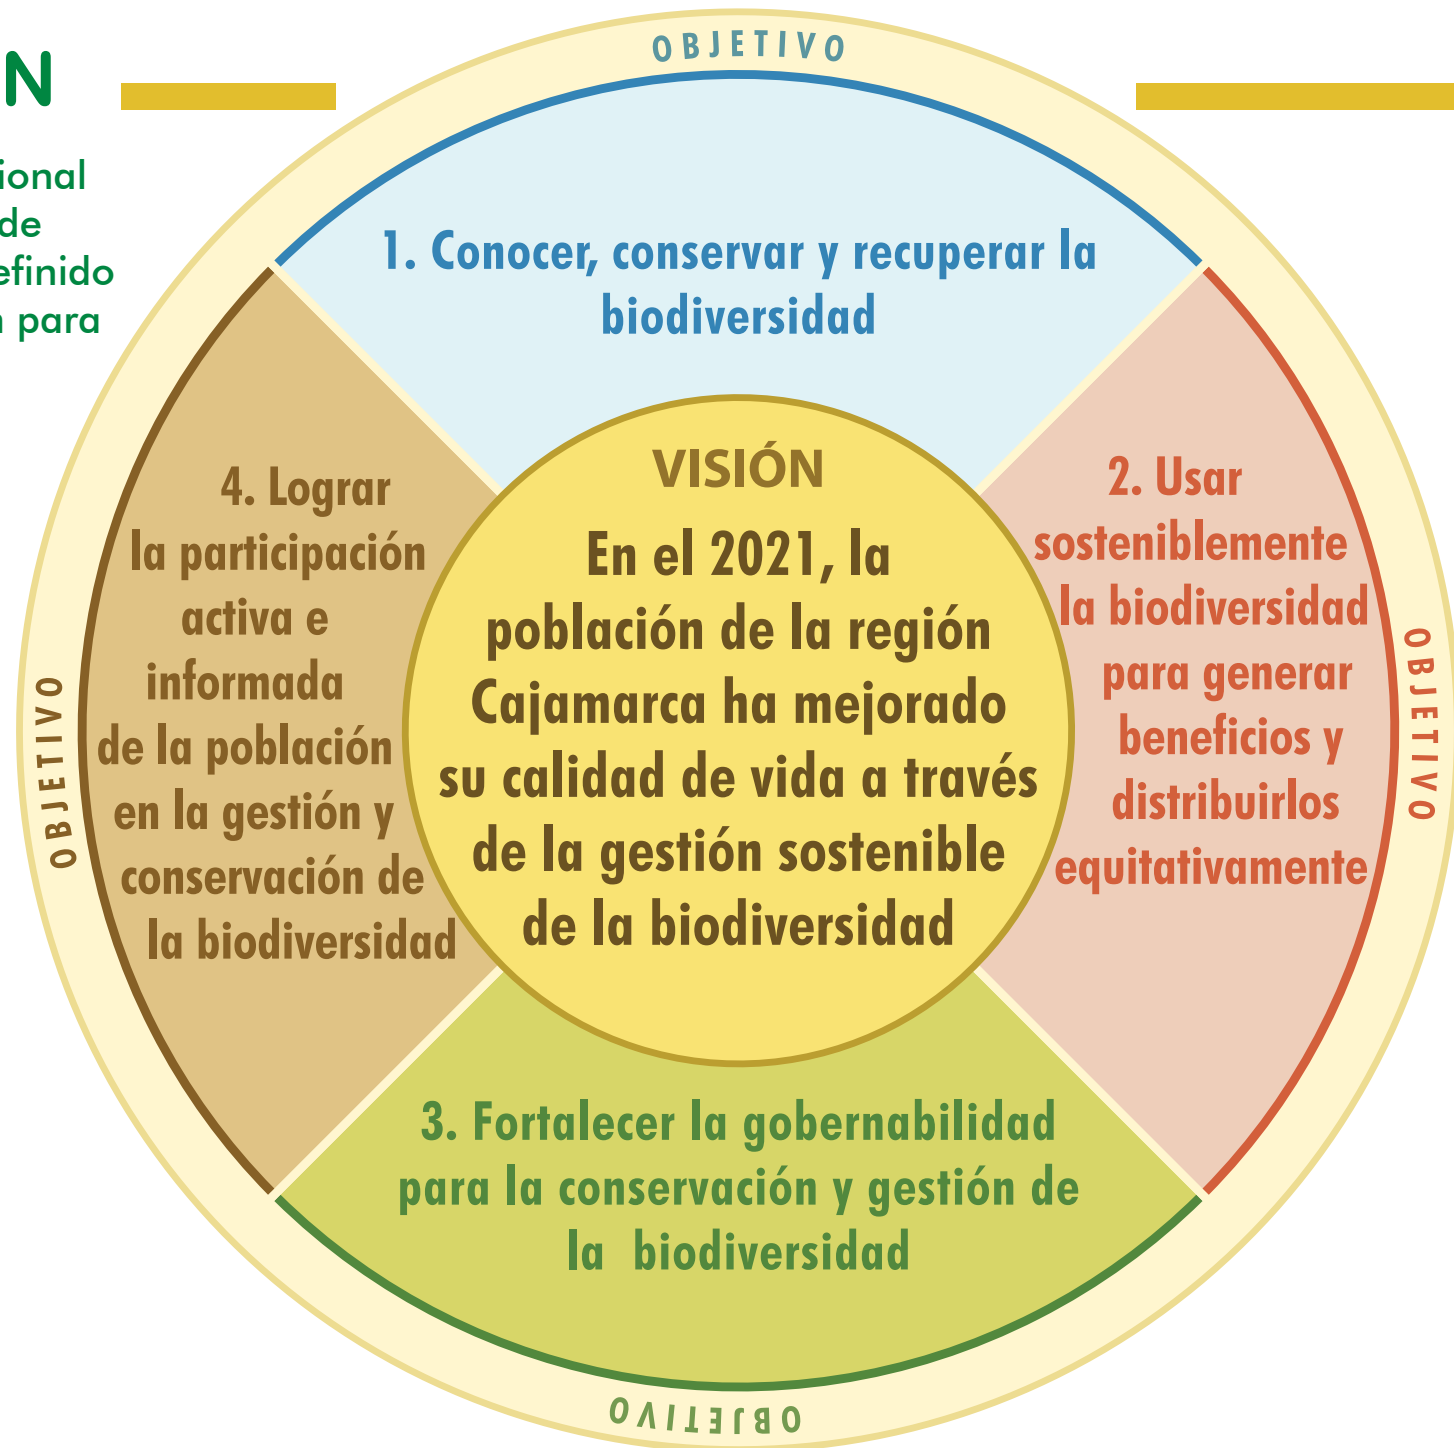 N
ional
de
efinido
para
OBJETIVO
1. Conocer, conservar y recuperar la
biodiversidad
OBJETIVO
2. Usar
sosteniblemente
la biodiversidad
para generar
beneficios y
distribuirlos
equitativamente
OBJETIVO
3. Fortalecer la gobernabilidad
para la conservación y gestión de
la biodiversidad
OBJETIVO
4. Lograr
la participación
activa e
informada
de la población
en la gestión y
conservación de
la biodiversidad
OBJETIVO
VISIÓN
En el 2021, la
población de la región
Cajamarca ha mejorado
su calidad de vida a través
de la gestión sostenible
de la biodiversidad